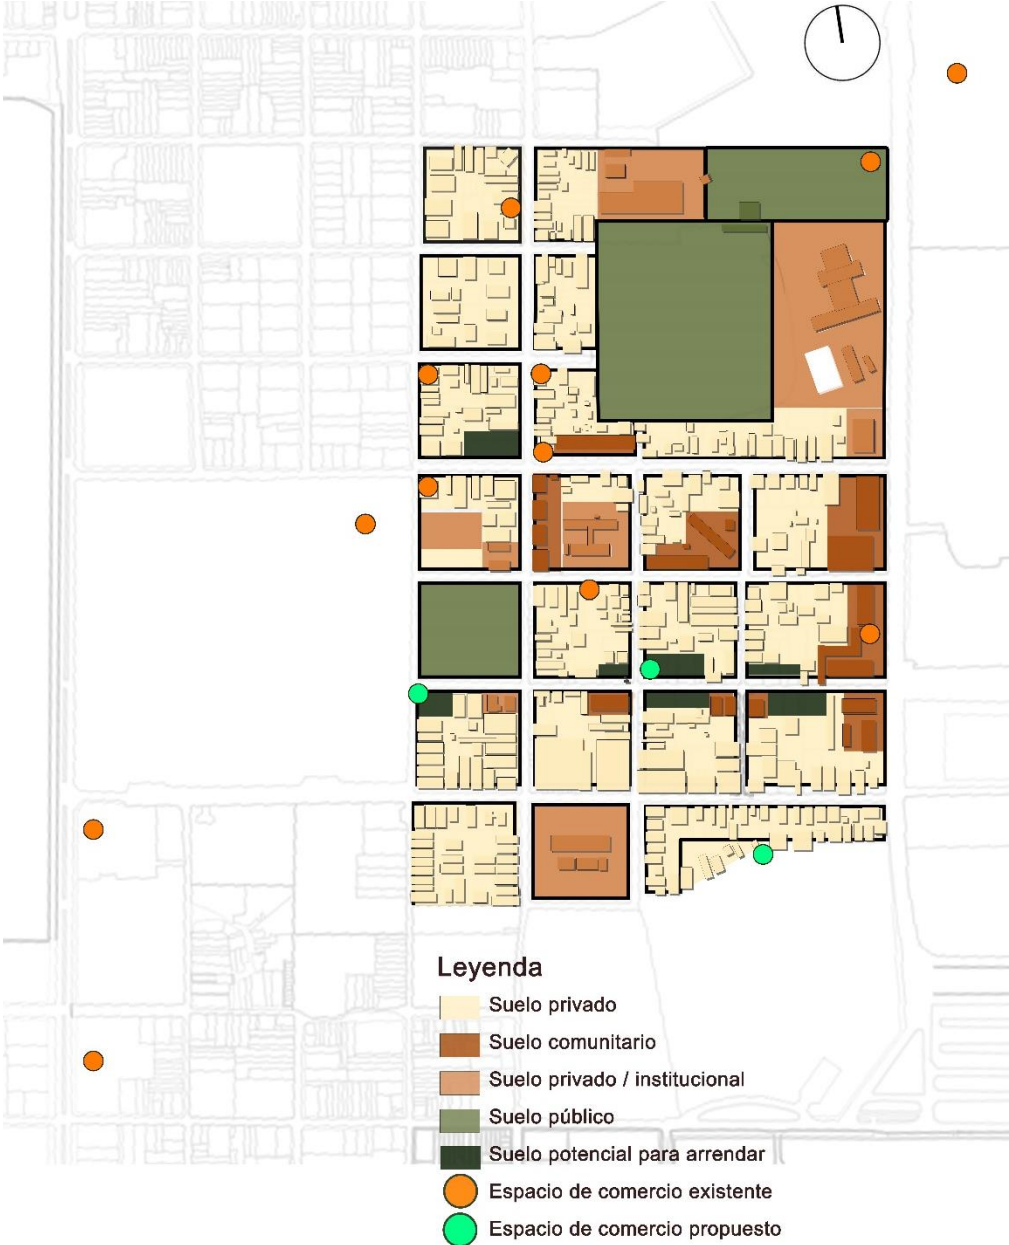 Leyenda
Suelo privado
Suelo comunitario
Suelo privado / institucional
Suelo público
Suelo potencial para arrendar
Espacio de comercio existente
Espacio de comercio propuesto